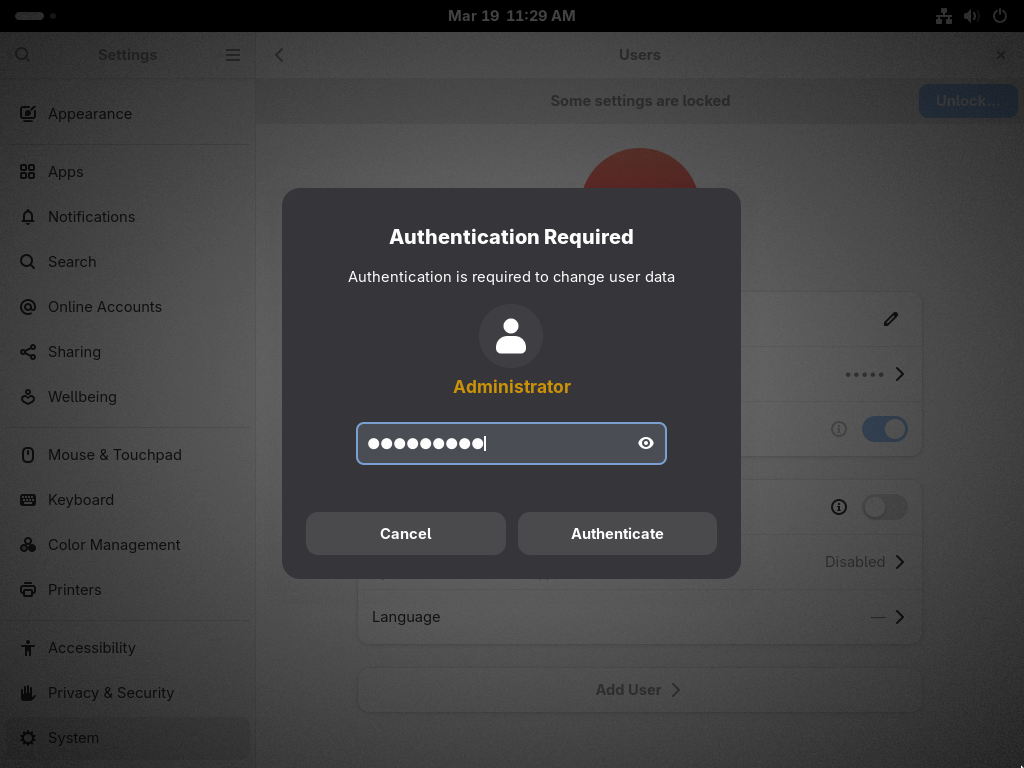 Mar 19 11:29 AM
Settings
Users
Some settings are locked
Unlock...
Appearance
Apps
Notifications
Search
Online Accounts
Sharing
Wellbeing
Mouse & Touchpad
Keyboard
Color Management
Printers
Accessibility
Privacy & Security
System
Authentication Required
Authentication is required to change user data
Administrator
Cancel
Authenticate
Disabled
Language
—
Add User